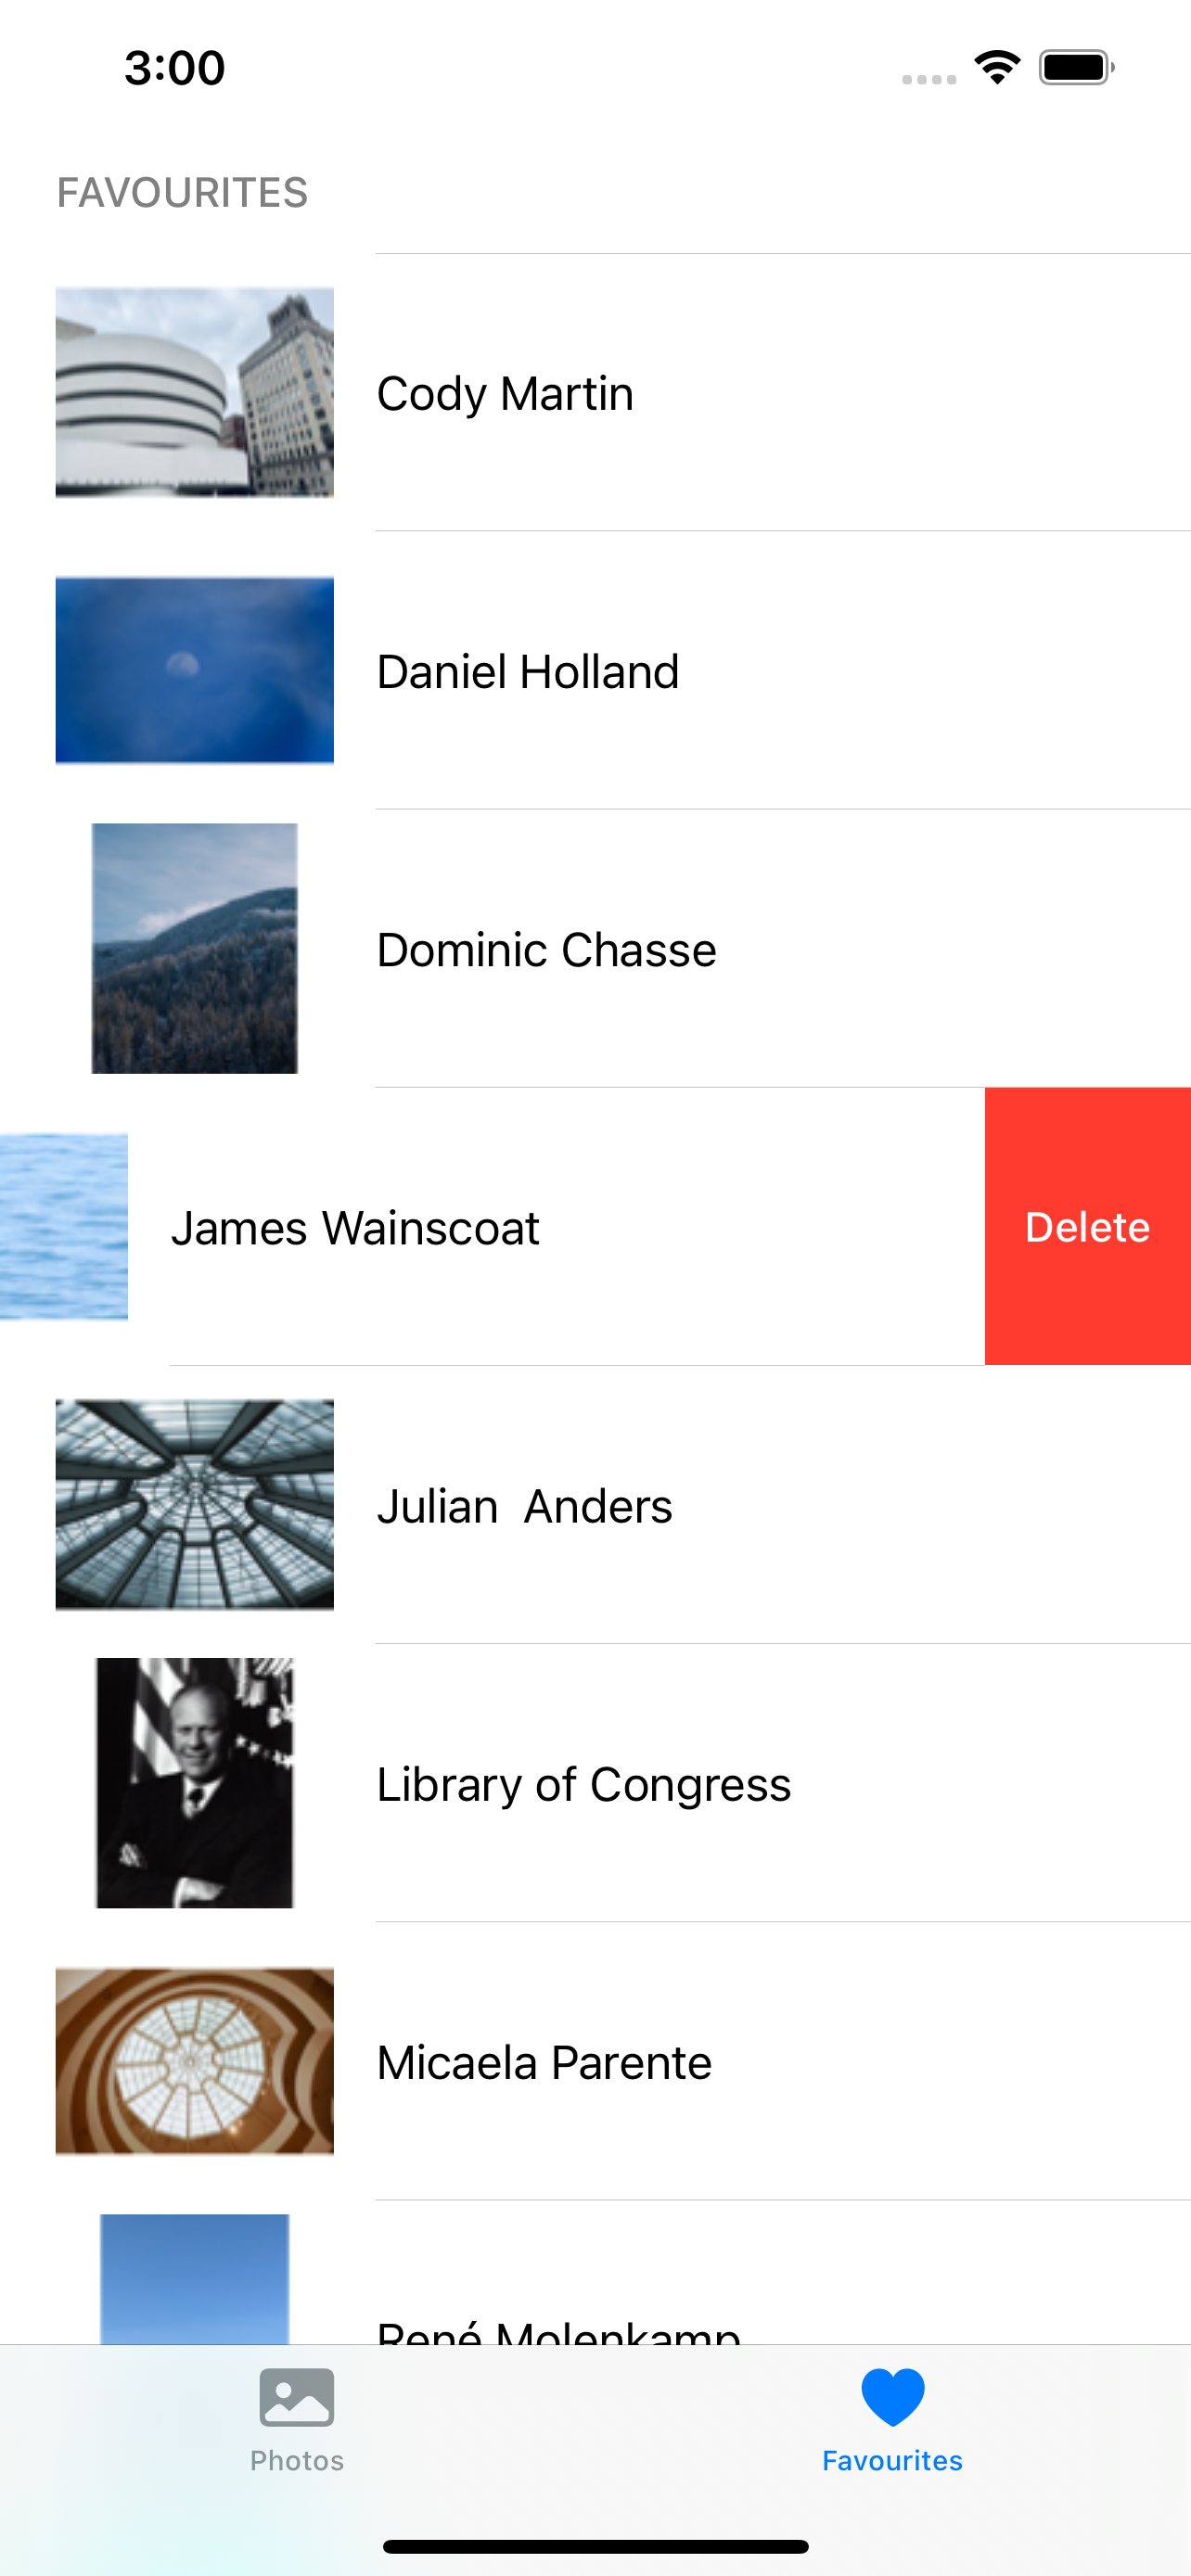 3:00
FAVOURITES
Cody Martin
Daniel Holland
Dominic Chasse
James Wainscoat
Delete
Julian  Anders
Library of Congress
Micaela Parente
René Molenkamp
Photos
Favourites